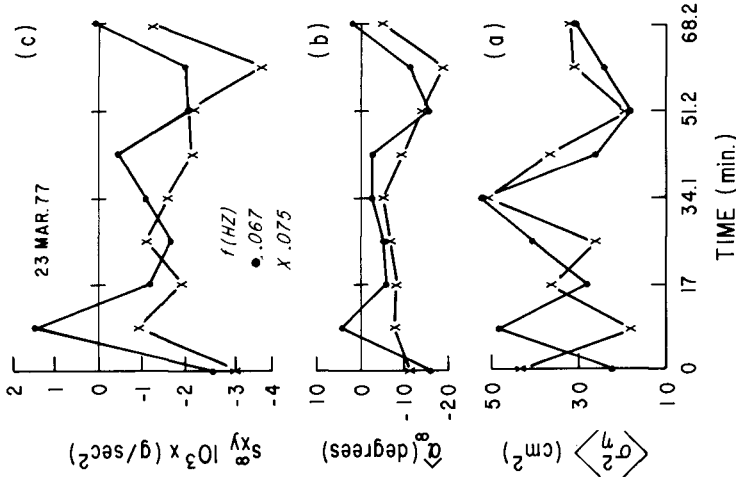 (c)
23 MAR. 77
f (HZ)
● .067
X .075
2
1
0
-1
-2
-3
-4
S∞xy 10³ x (g/sec²)
(b)
10
0
-10
-20
α̂∞ (degrees)
(a)
50
30
10
⟨σ²η⟩ (cm²)
0
17
34.1
51.2
68.2
TIME (min.)